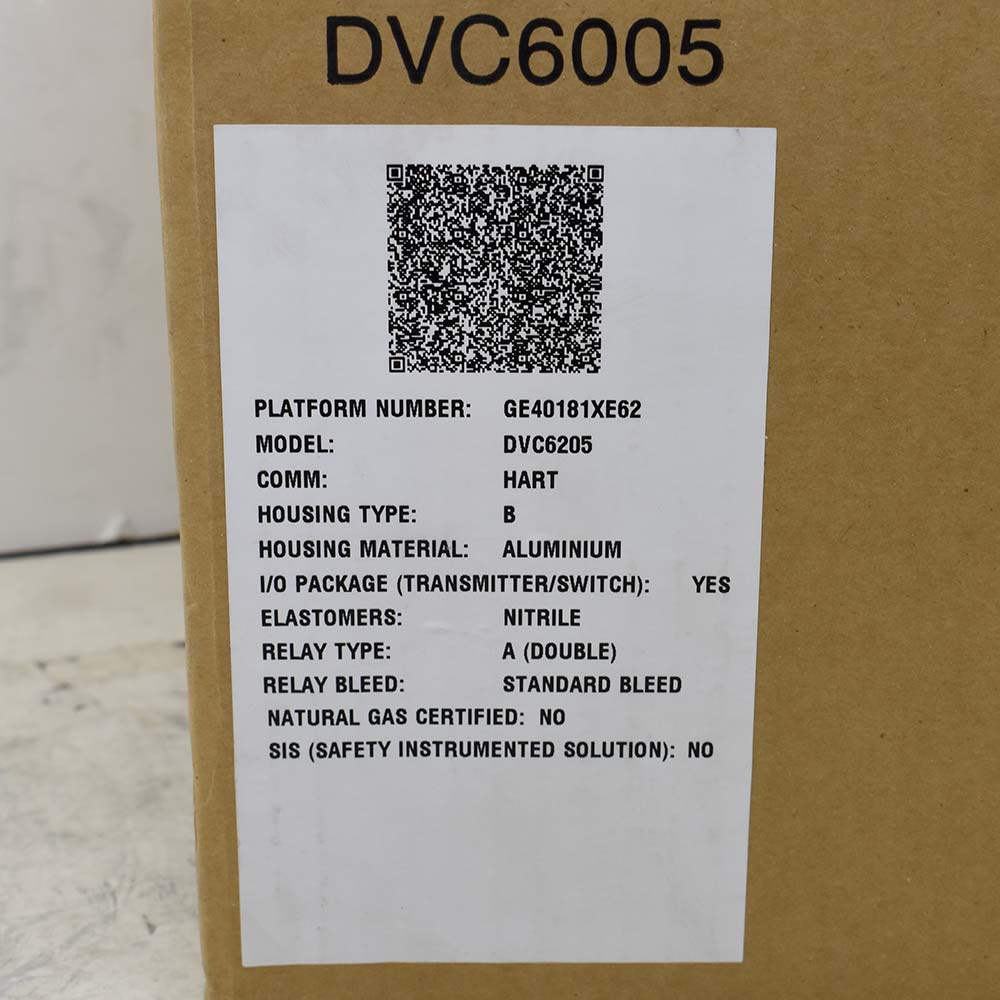 DVC6005
PLATFORM NUMBER: GE40181XE62
MODEL: DVC6205
COMM: HART
HOUSING TYPE: B
HOUSING MATERIAL: ALUMINIUM
I/O PACKAGE (TRANSMITTER/SWITCH): YES
ELASTOMERS: NITRILE
RELAY TYPE: A (DOUBLE)
RELAY BLEED: STANDARD BLEED
NATURAL GAS CERTIFIED: NO
SIS (SAFETY INSTRUMENTED SOLUTION): NO